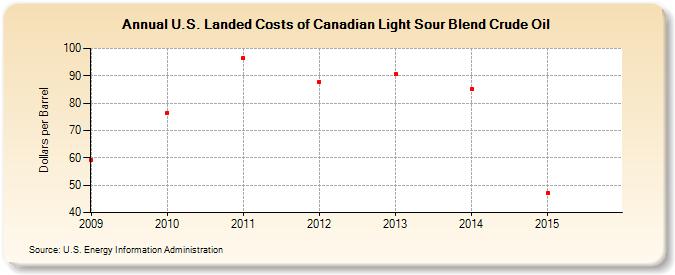 Annual U.S. Landed Costs of Canadian Light Sour Blend Crude Oil
Dollars per Barrel
100
90
80
70
60
50
40
2009 2010 2011 2012 2013 2014 2015
Source: U.S. Energy Information Administration